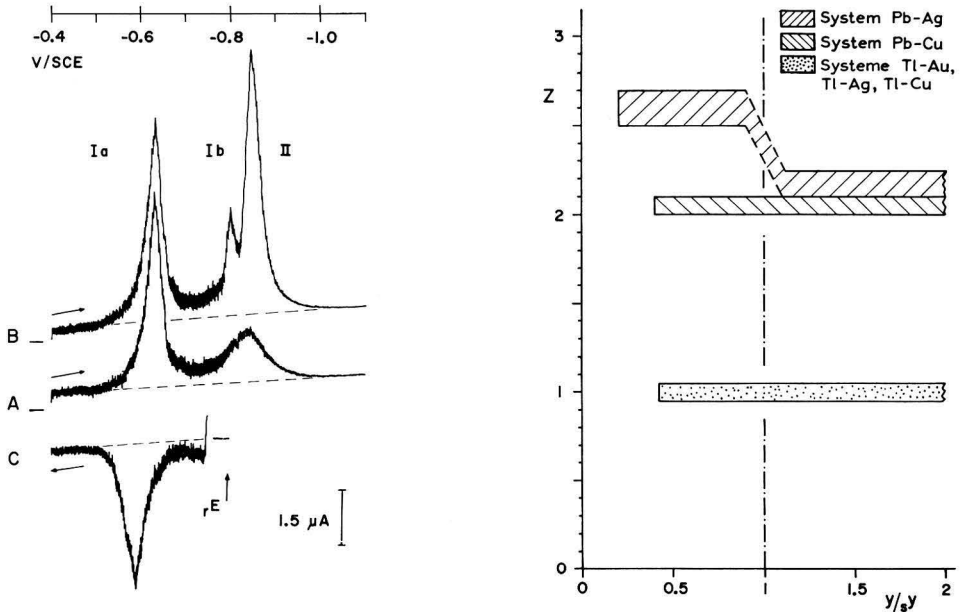 -0.4 -0.6 -0.8 -1.0
V/SCE
Ia Ib II
B
A
C
rE
1.5 µA
System Pb-Ag
System Pb-Cu
Systeme Tl-Au,
Tl-Ag, Tl-Cu
Z
3
2
1
0
0 0.5 1 1.5 2
y/sy